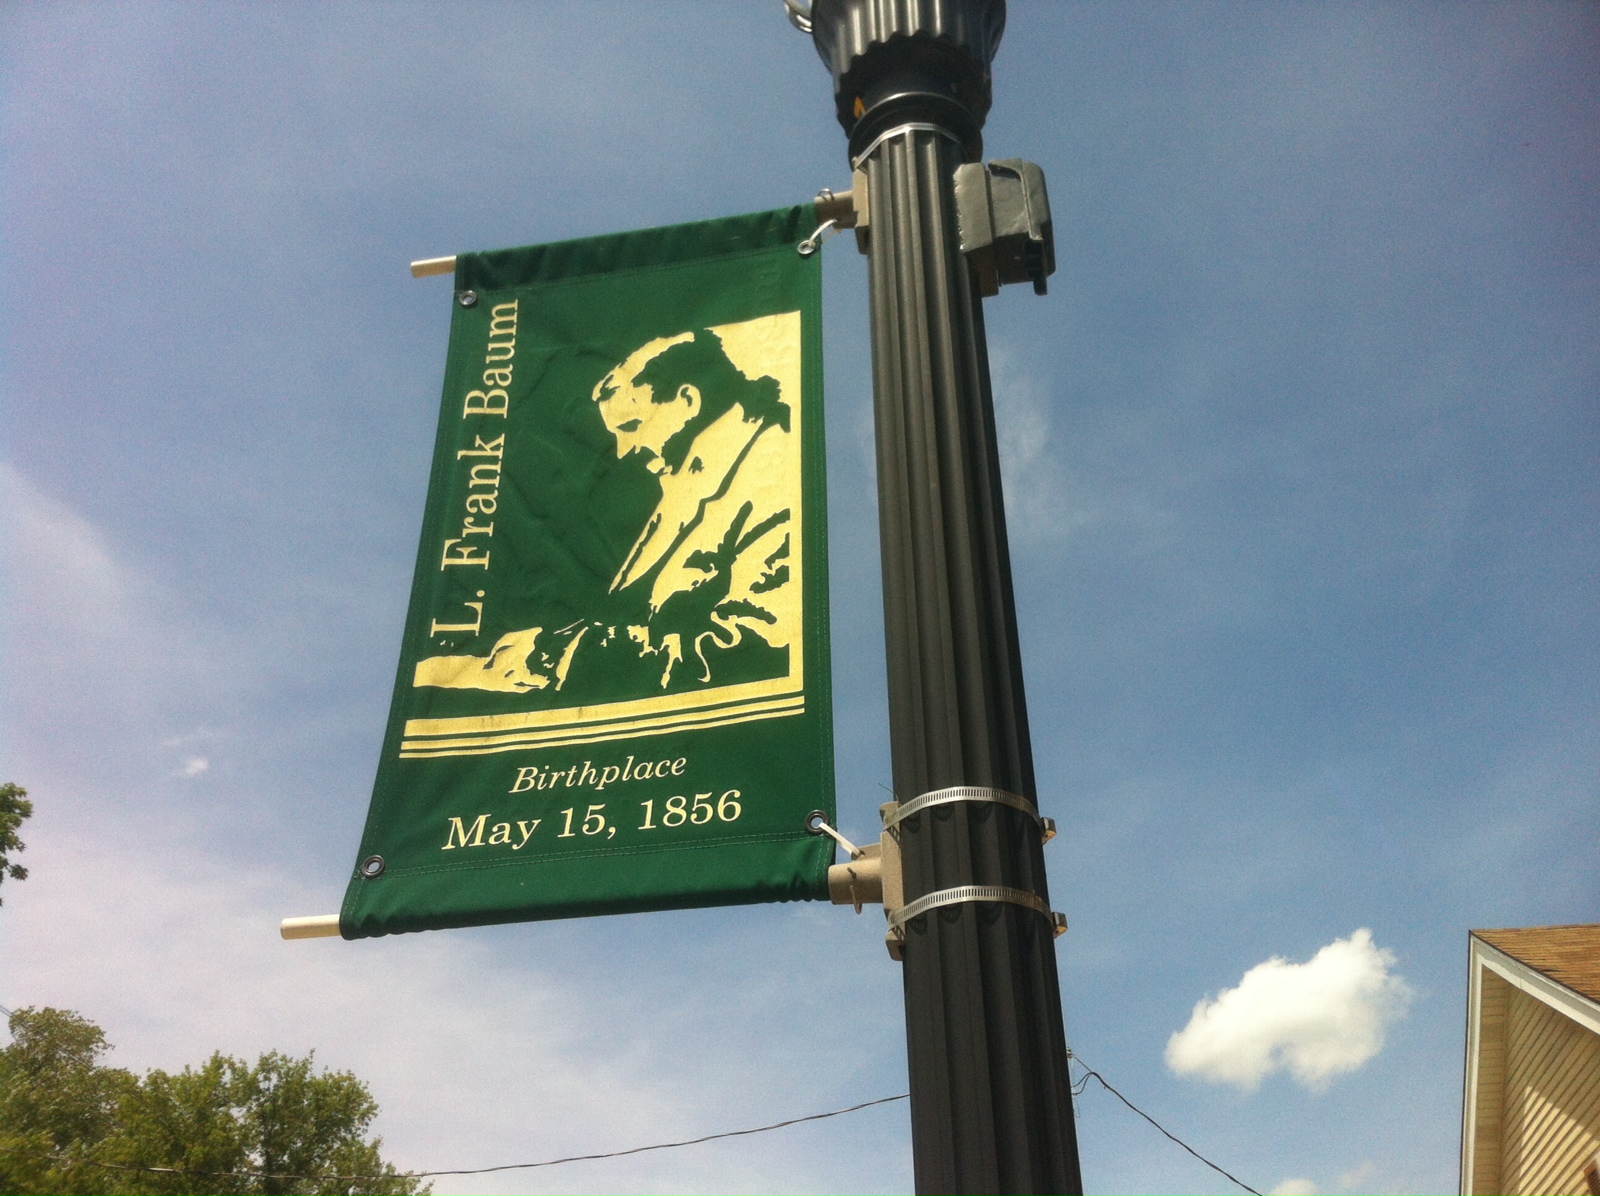 L. Frank Baum
Birthplace
May 15, 1856